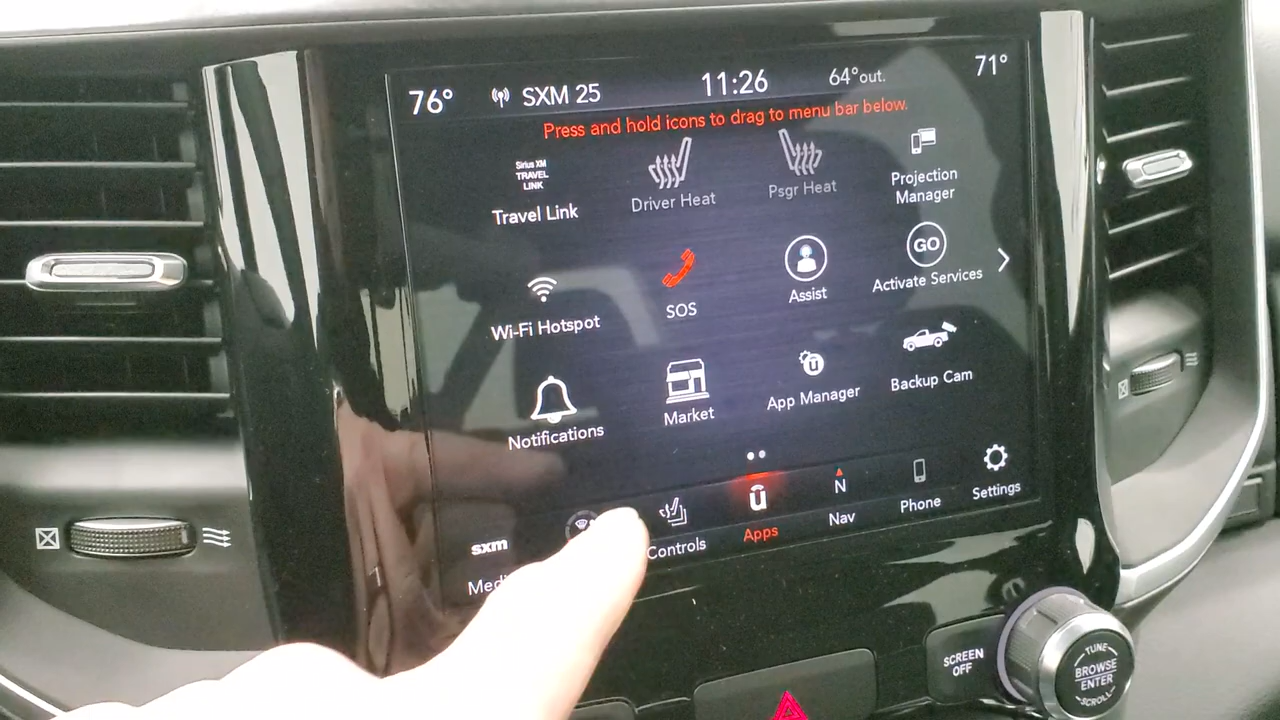 76°
SXM 25
11:26
64°out.
71°
Press and hold icons to drag to menu bar below.
Sirius XM
TRAVEL
LINK
Travel Link
Driver Heat
Psgr Heat
Projection
Manager
Wi-Fi Hotspot
SOS
Assist
GO
Activate Services
Notifications
Market
App Manager
Backup Cam
sxm
Controls
Apps
N
Nav
Phone
Settings
SCREEN
OFF
TUNE
BROWSE
ENTER
SCROLL